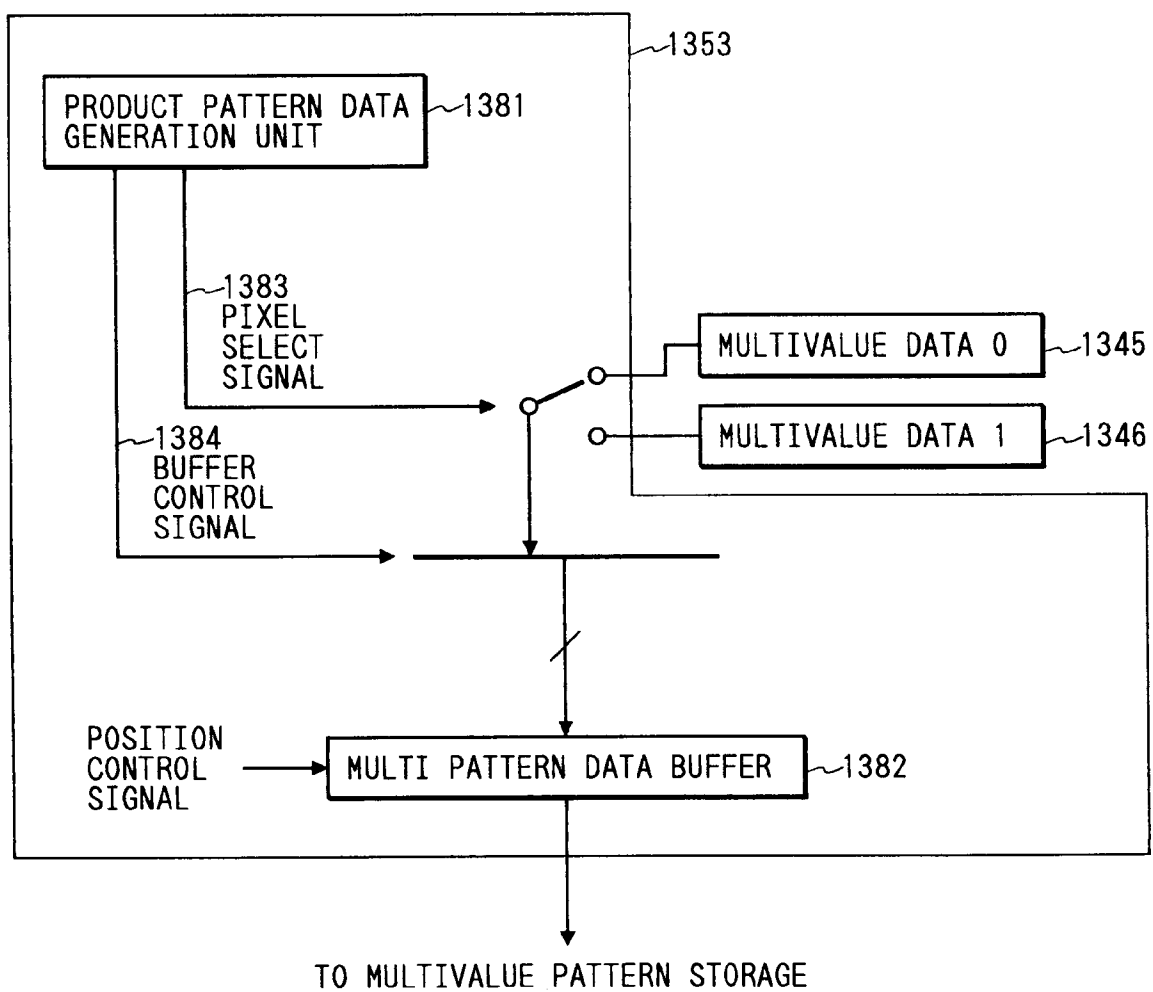 1353
PRODUCT PATTERN DATA
GENERATION UNIT
1381
1383
PIXEL
SELECT
SIGNAL
MULTIVALUE DATA 0
1345
MULTIVALUE DATA 1
1346
1384
BUFFER
CONTROL
SIGNAL
POSITION
CONTROL
SIGNAL
MULTI PATTERN DATA BUFFER
1382
TO MULTIVALUE PATTERN STORAGE